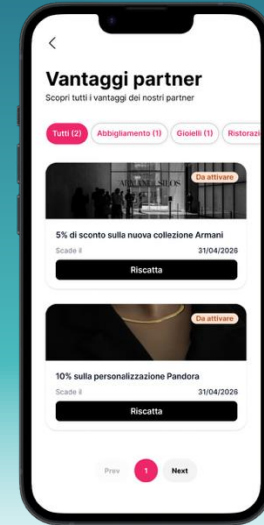 Vantaggi partner
Scopri tutti i vantaggi dei nostri partner
Tutti (2) Abbigliamento (1) Gioielli (1) Ristorazi
Da attivare
5% di sconto sulla nuova collezione Armani
Scade il 31/04/2026
Riscatta
Da attivare
10% sulla personalizzazione Pandora
Scade il 31/04/2026
Riscatta
Prev 1 Next